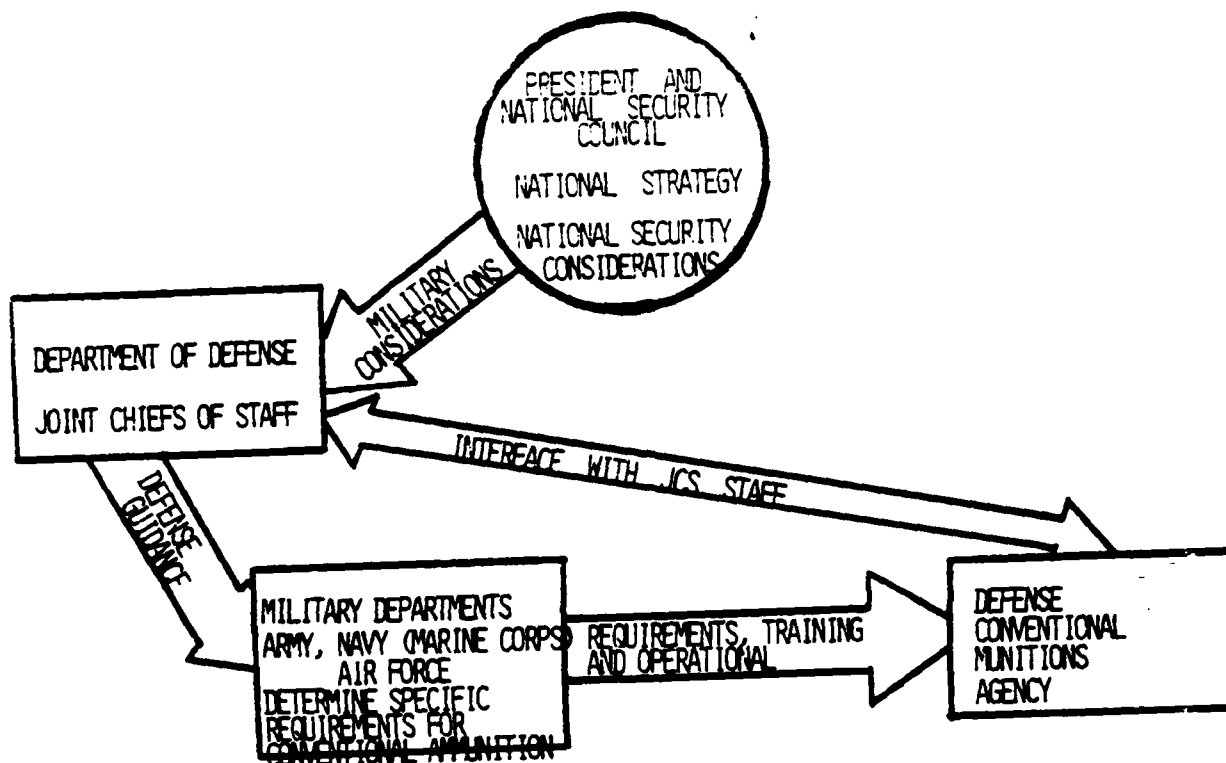 PRESIDENT AND
NATIONAL SECURITY
COUNCIL
NATIONAL STRATEGY
NATIONAL SECURITY
CONSIDERATIONS
MILITARY
CONSIDERATIONS
DEPARTMENT OF DEFENSE
JOINT CHIEFS OF STAFF
INTERFACE WITH JCS STAFF
DEFENSE
GUIDANCE
MILITARY DEPARTMENTS
ARMY, NAVY (MARINE CORPS)
AIR FORCE
DETERMINE SPECIFIC
REQUIREMENTS FOR
CONVENTIONAL AMMUNITION
REQUIREMENTS, TRAINING
AND OPERATIONAL
DEFENSE
CONVENTIONAL
MUNITIONS
AGENCY